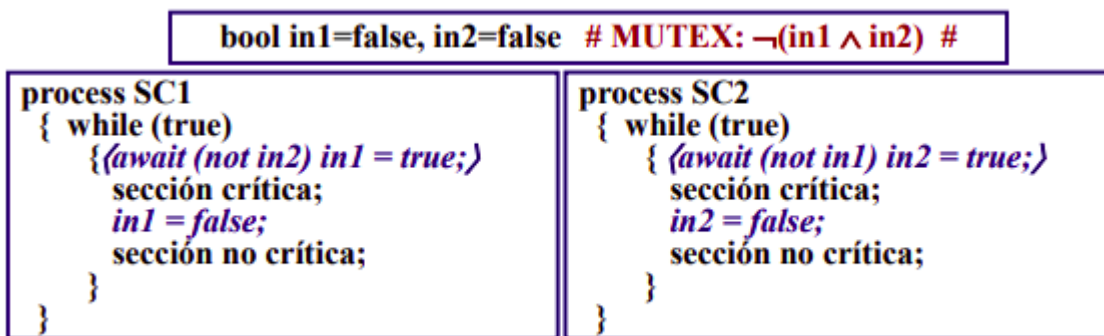 bool in1=false, in2=false # MUTEX: ¬(in1 ∧ in2) #
process SC1
{ while (true)
{⟨await (not in2) in1 = true;⟩
sección crítica;
in1 = false;
sección no crítica;
}
}
process SC2
{ while (true)
{ ⟨await (not in1) in2 = true;⟩
sección crítica;
in2 = false;
sección no crítica;
}
}